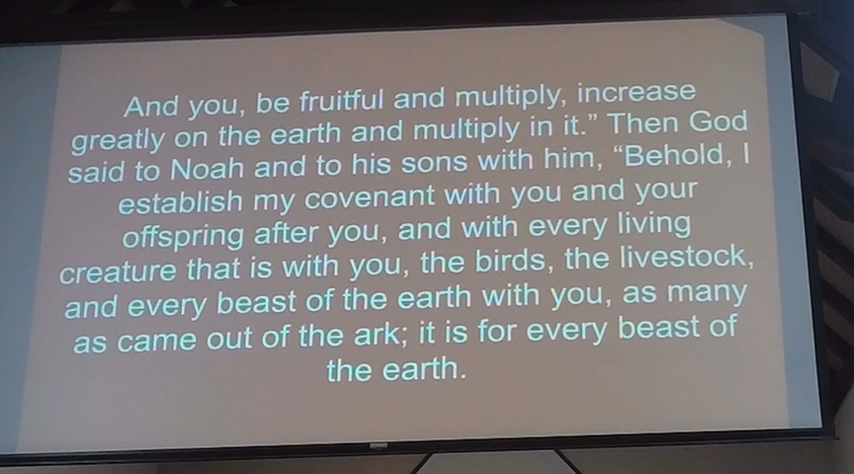 And you, be fruitful and multiply, increase
greatly on the earth and multiply in it.” Then God
said to Noah and to his sons with him, “Behold, I
establish my covenant with you and your
offspring after you, and with every living
creature that is with you, the birds, the livestock,
and every beast of the earth with you, as many
as came out of the ark; it is for every beast of
the earth.